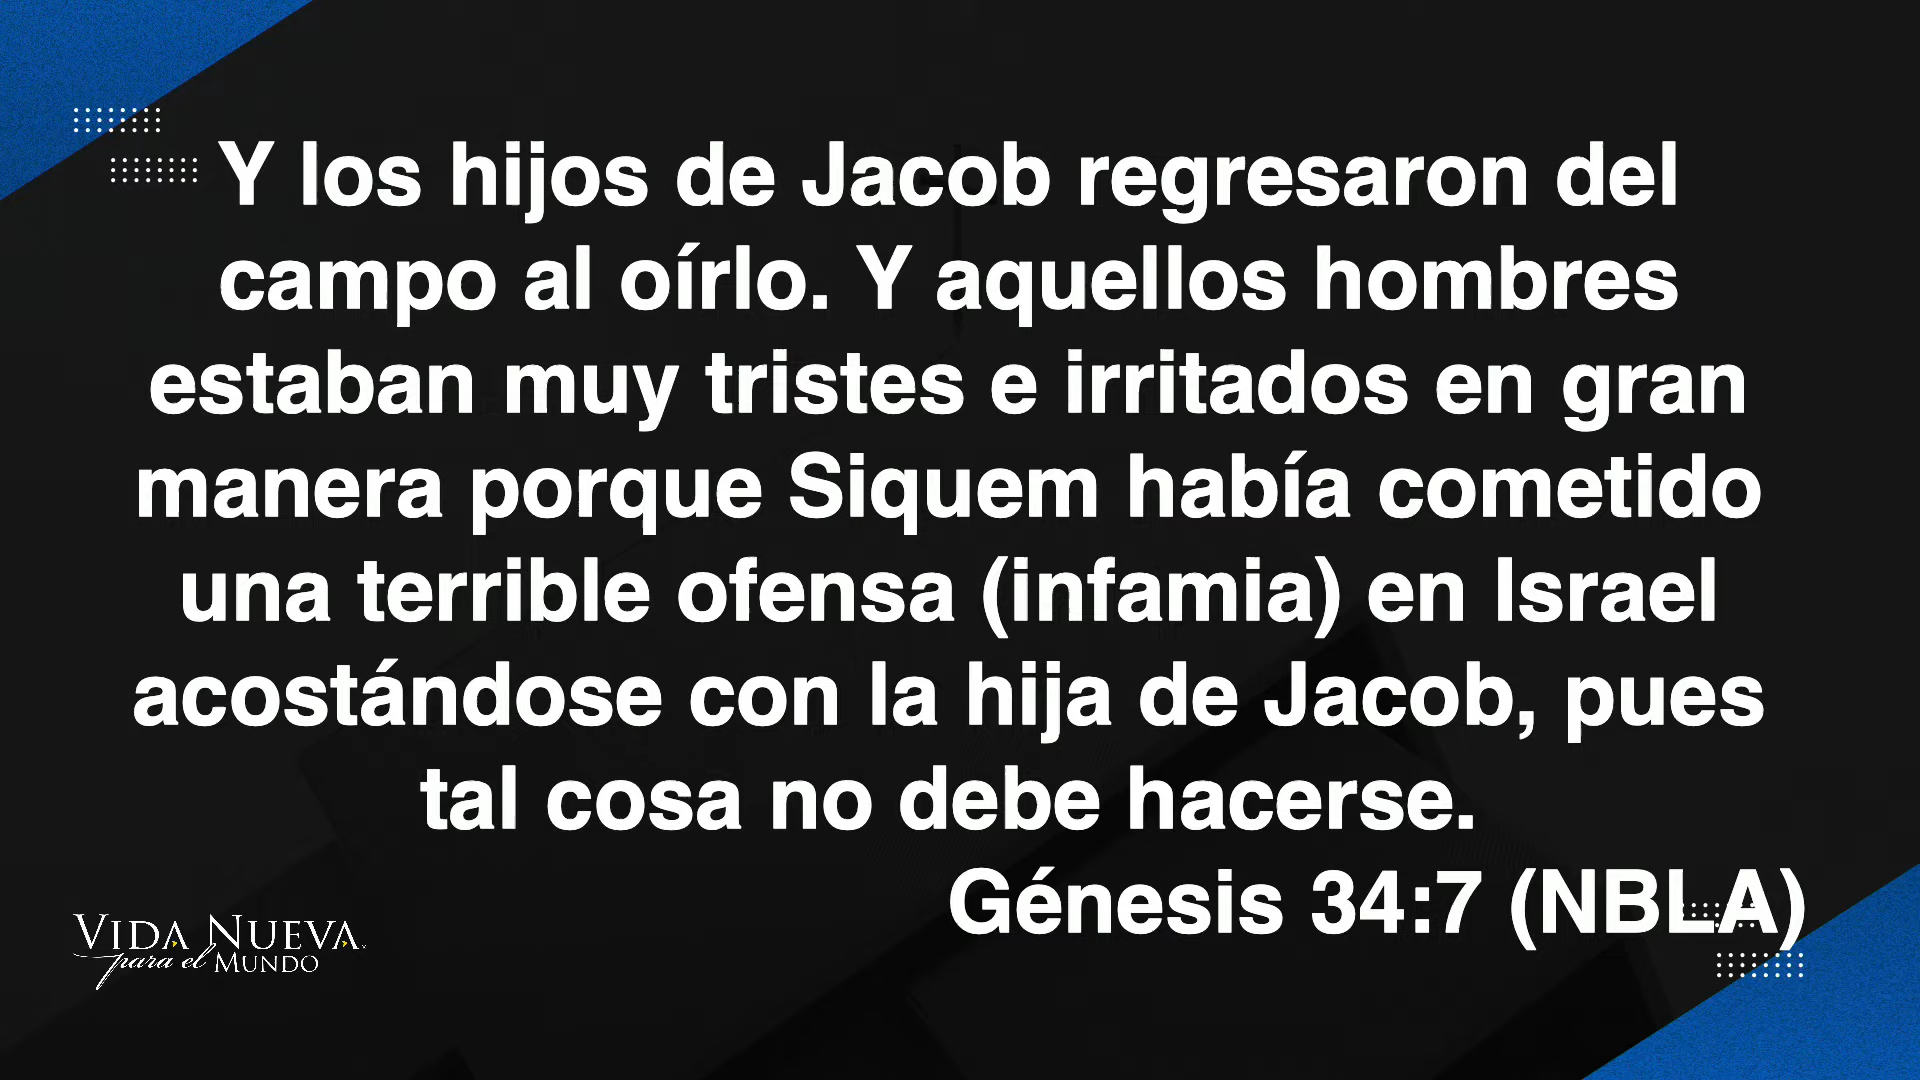 Y los hijos de Jacob regresaron del
campo al oírlo. Y aquellos hombres
estaban muy tristes e irritados en gran
manera porque Siquem había cometido
una terrible ofensa (infamia) en Israel
acostándose con la hija de Jacob, pues
tal cosa no debe hacerse.
Génesis 34:7 (NBLA)
VIDA NUEVA
para el MUNDO